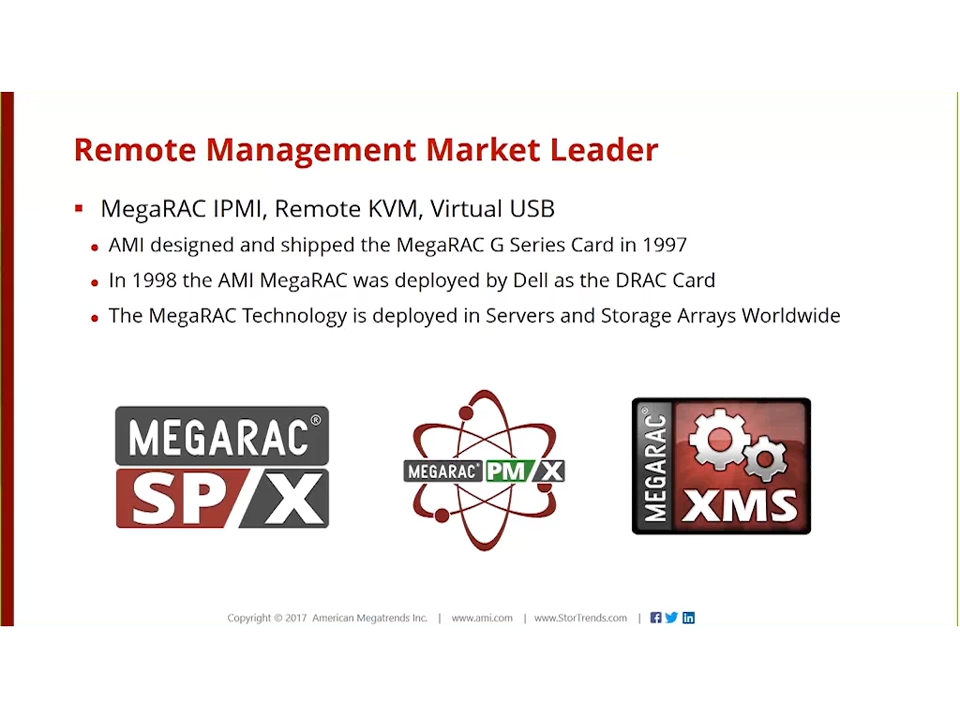 Remote Management Market Leader
MegaRAC IPMI, Remote KVM, Virtual USB
AMI designed and shipped the MegaRAC G Series Card in 1997
In 1998 the AMI MegaRAC was deployed by Dell as the DRAC Card
The MegaRAC Technology is deployed in Servers and Storage Arrays Worldwide
MEGARAC®
SP/X
MEGARAC® PM/X
MEGARAC®
XMS
Copyright © 2017 American Megatrends Inc. | www.ami.com | www.StorTrends.com |